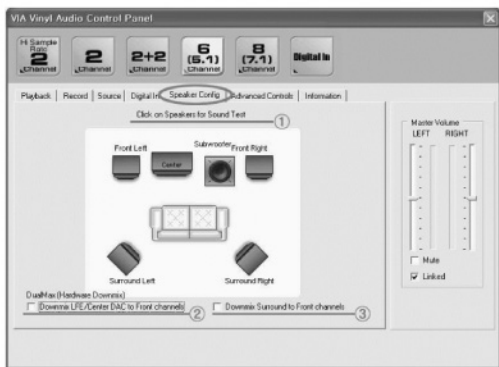 VIA Vinyl Audio Control Panel
Hi Sample Rate 2 Channel
2 Channel
2+2 Channel
6 (5.1) Channel
8 (7.1) Channel
Digital In
Playback Record Source Digital In Speaker Config Advanced Controls Information
Click on Speakers for Sound Test
①
Front Left
Center
Subwoofer
Front Right
Surround Left
Surround Right
DualMax (Hardware Downmix)
Downmix LFE/Center DAC to Front channels
②
Downmix Surround to Front channels
③
Master Volume
LEFT RIGHT
Mute
Linked